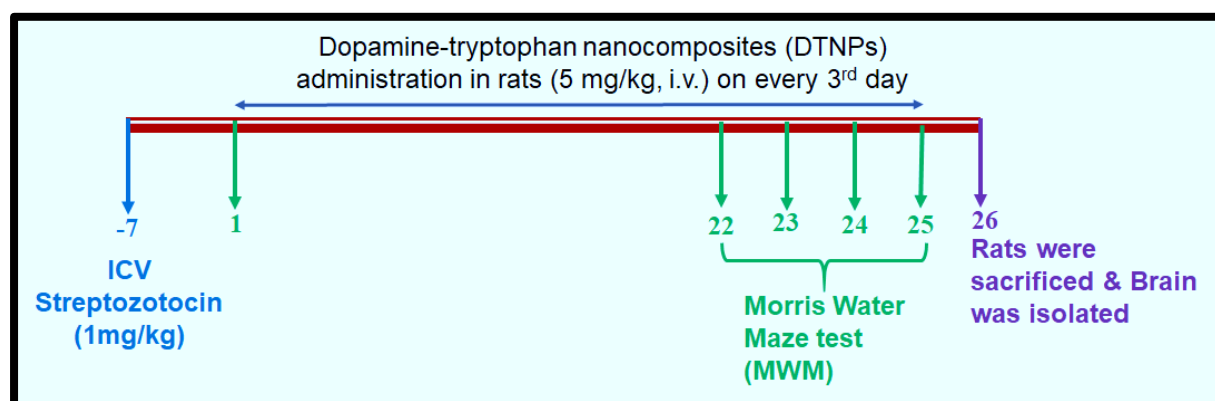 Dopamine-tryptophan nanocomposites (DTNPs)
administration in rats (5 mg/kg, i.v.) on every 3rd day
-7
1
22
23
24
25
26
ICV
Streptozotocin
(1mg/kg)
Morris Water
Maze test
(MWM)
Rats were
sacrificed & Brain
was isolated